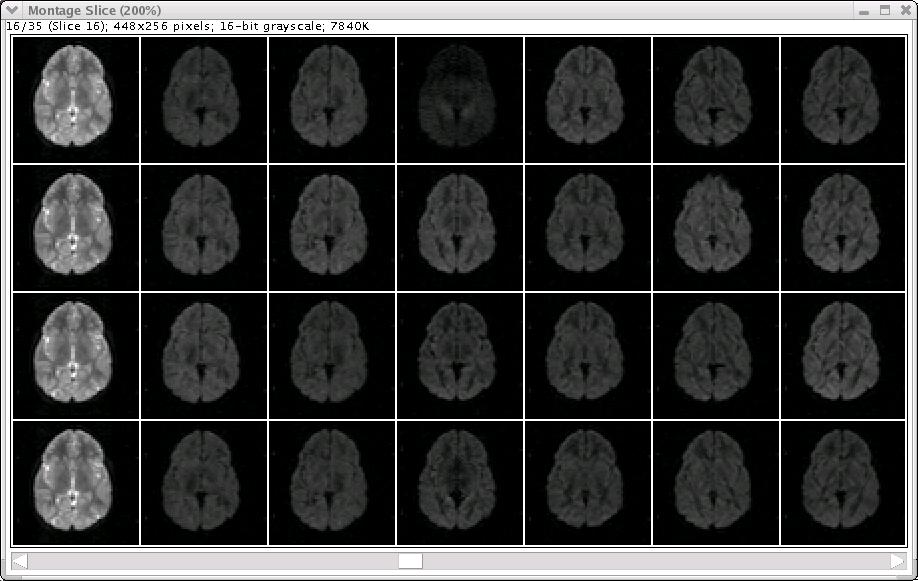 Montage Slice (200%)
16/35 (Slice 16); 448x256 pixels; 16-bit grayscale; 7840K